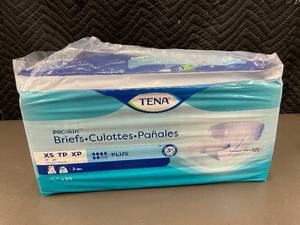 TENA
PROskin
Briefs•Culottes•Pañales
XS TP XP
PLUS